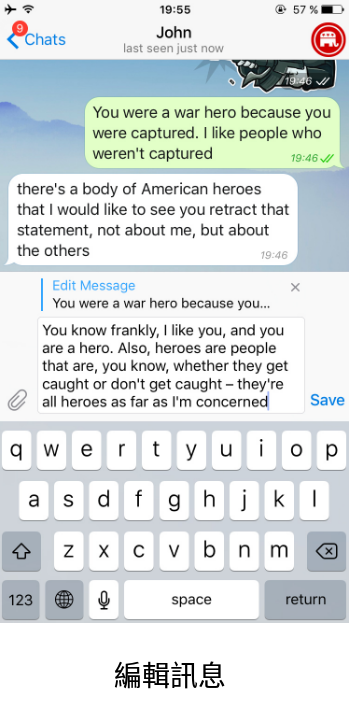 19:55
57 %
9
Chats
John
last seen just now
19:46
You were a war hero because you
were captured. I like people who
weren't captured
19:46
there's a body of American heroes
that I would like to see you retract that
statement, not about me, but about
the others
19:46
Edit Message
You were a war hero because you...
You know frankly, I like you, and you
are a hero. Also, heroes are people
that are, you know, whether they get
caught or don't get caught – they're
all heroes as far as I'm concerned
Save
q w e r t y u i o p
a s d f g h j k l
z x c v b n m
123 space return
編輯訊息